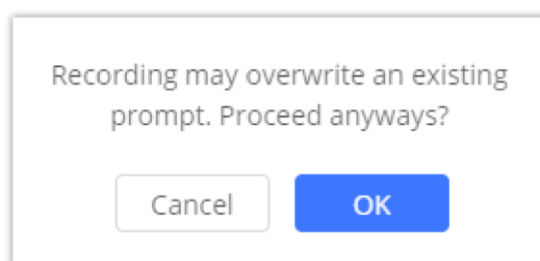 Recording may overwrite an existing
prompt. Proceed anyways?
Cancel OK